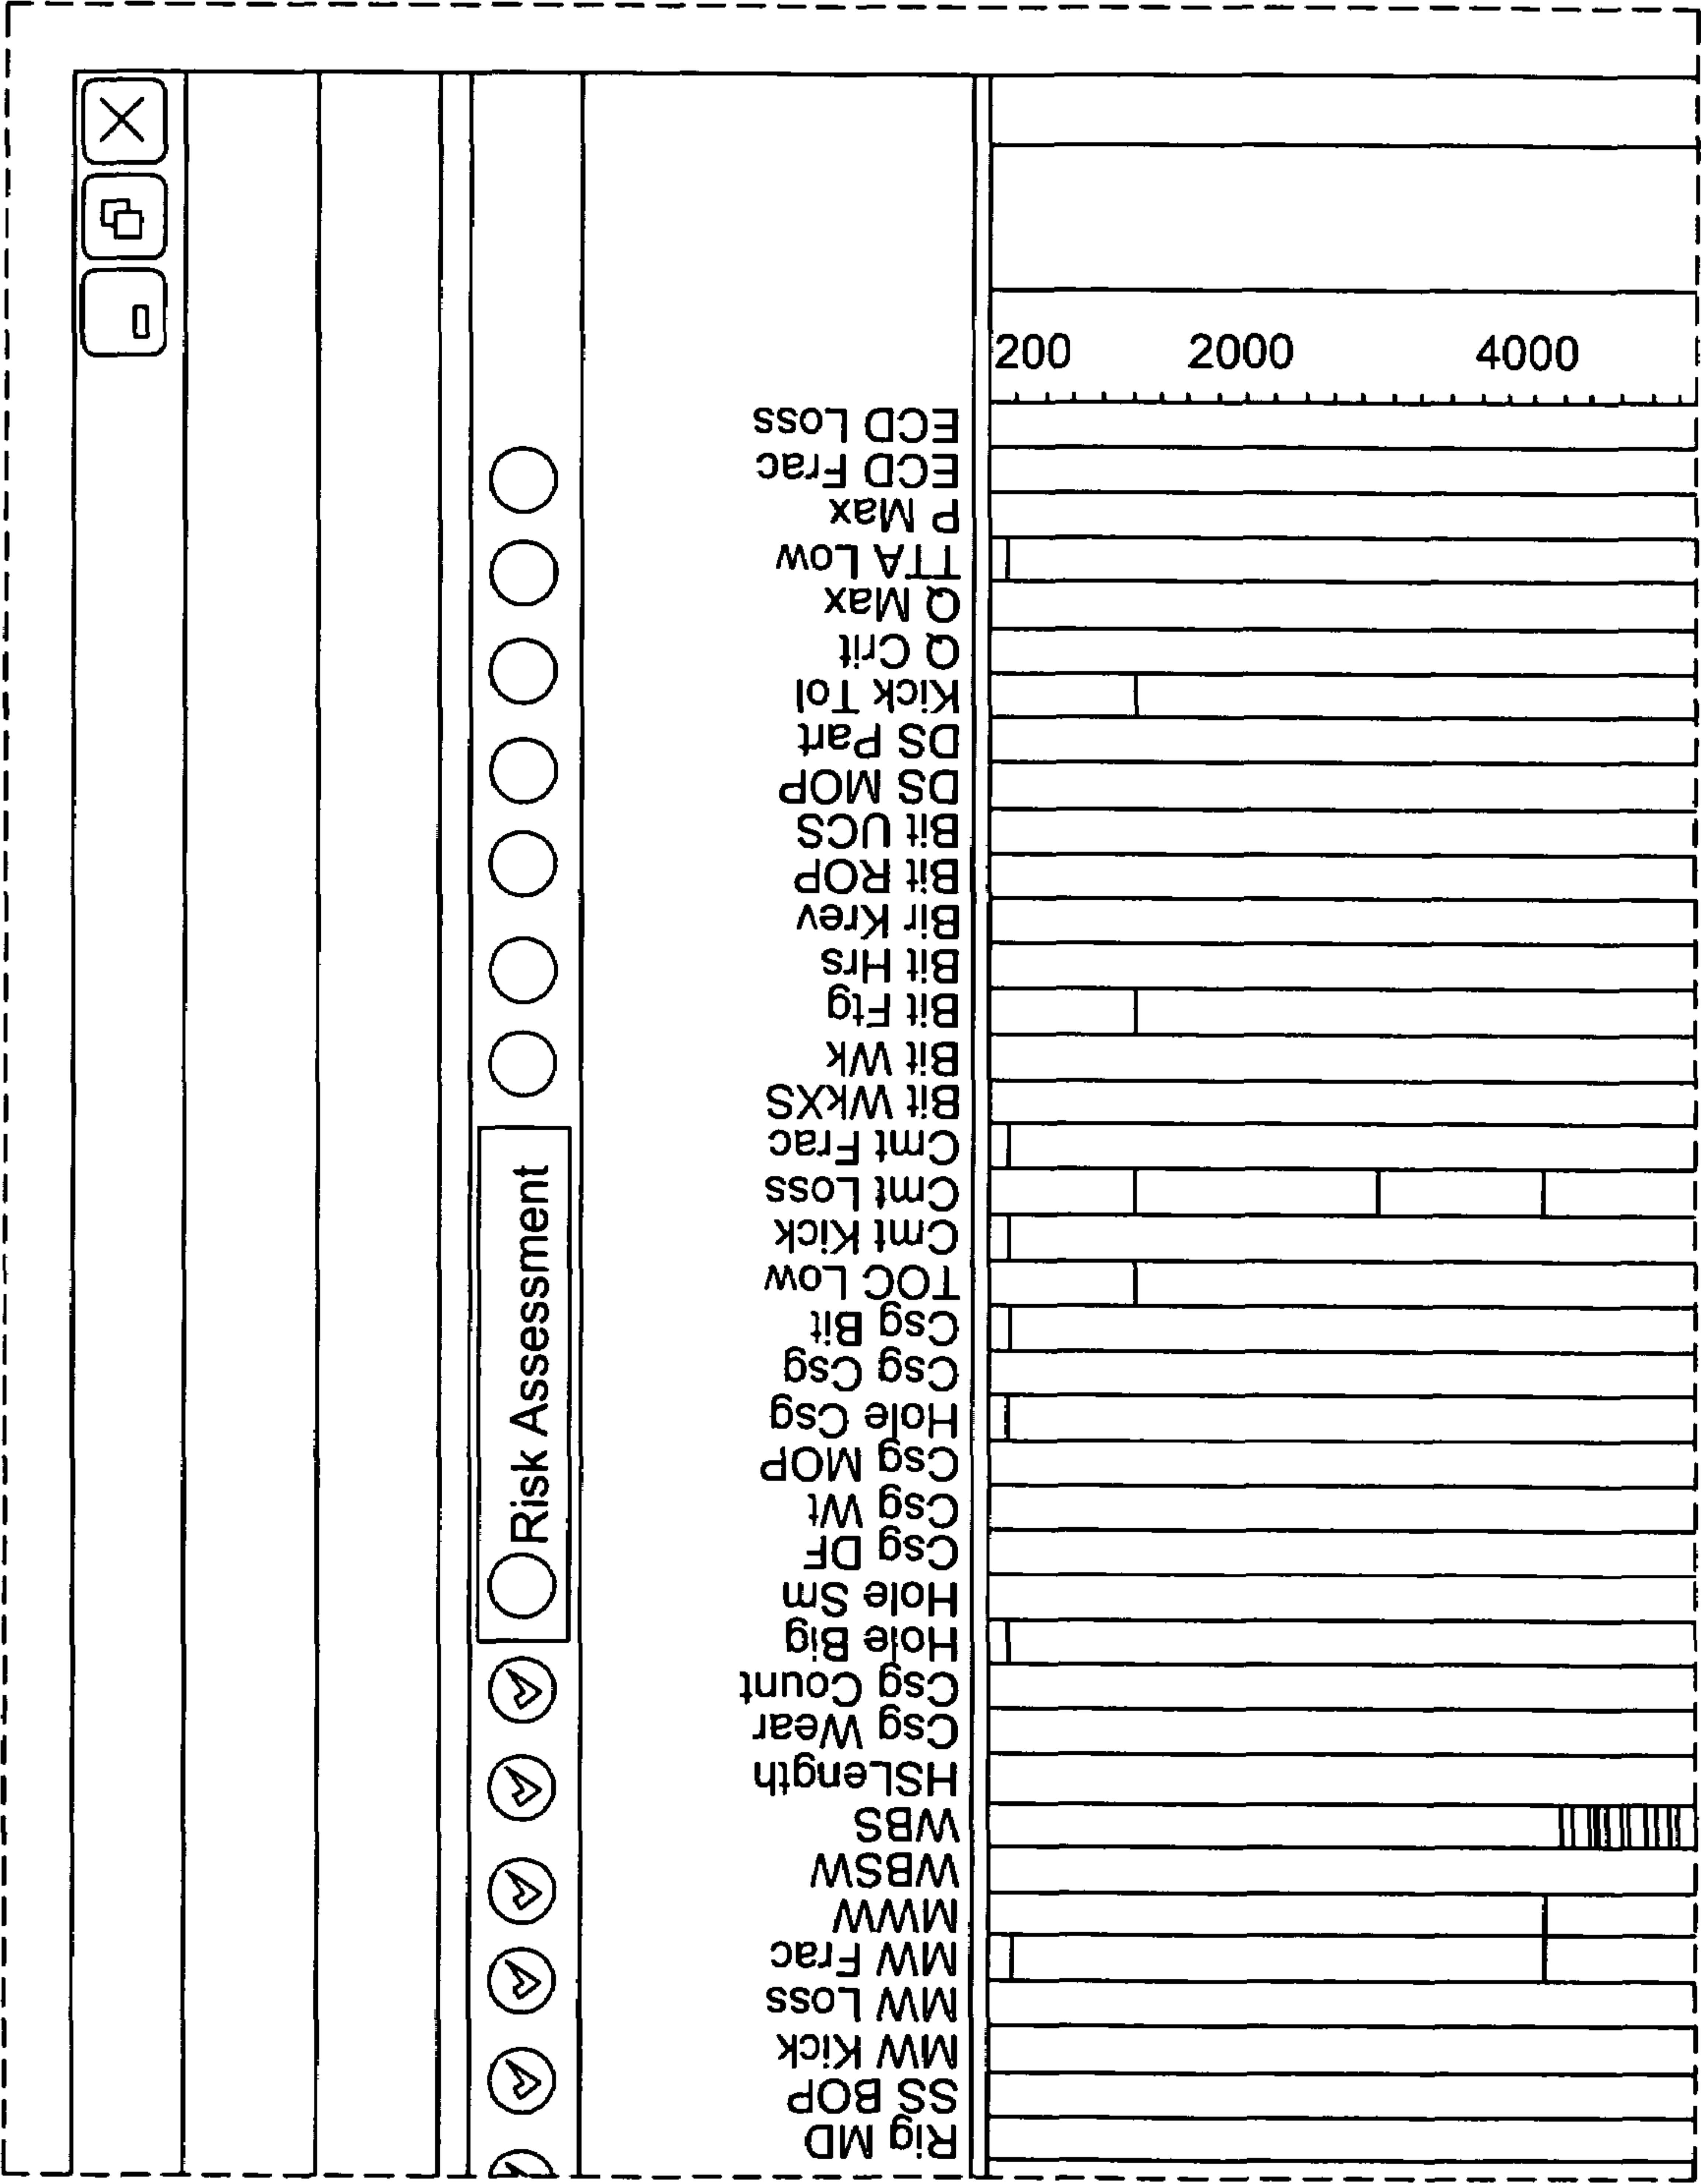 Risk Assessment
200
2000
4000
ECD Loss
ECD Frac
P Max
TTA Low
Q Max
Q Crit
Kick Tol
DS Part
DS MOP
Bit UCS
Bit ROP
Bir Krev
Bit Hrs
Bit Ftg
Bit Wk
Bit WkXS
Cmt Frac
Cmt Loss
Cmt Kick
TOC Low
Csg Bit
Csg Csg
Hole Csg
Csg MOP
Csg Wt
Csg DF
Hole Sm
Hole Big
Csg Count
Csg Wear
HSLength
WBS
WBSW
MWW
MW Frac
MW Loss
MW Kick
SS BOP
Rig MD